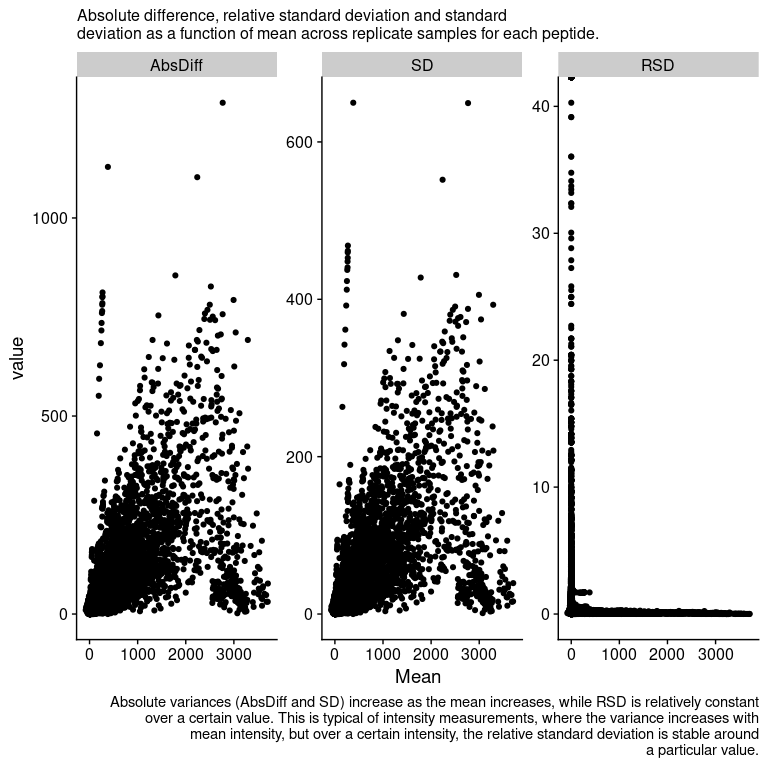 Absolute difference, relative standard deviation and standard
deviation as a function of mean across replicate samples for each peptide.
AbsDiff
SD
RSD
value
1000
500
0
600
400
200
0
40
30
20
10
0
0 1000 2000 3000
0 1000 2000 3000
0 1000 2000 3000
Mean
Absolute variances (AbsDiff and SD) increase as the mean increases, while RSD is relatively constant
over a certain value. This is typical of intensity measurements, where the variance increases with
mean intensity, but over a certain intensity, the relative standard deviation is stable around
a particular value.